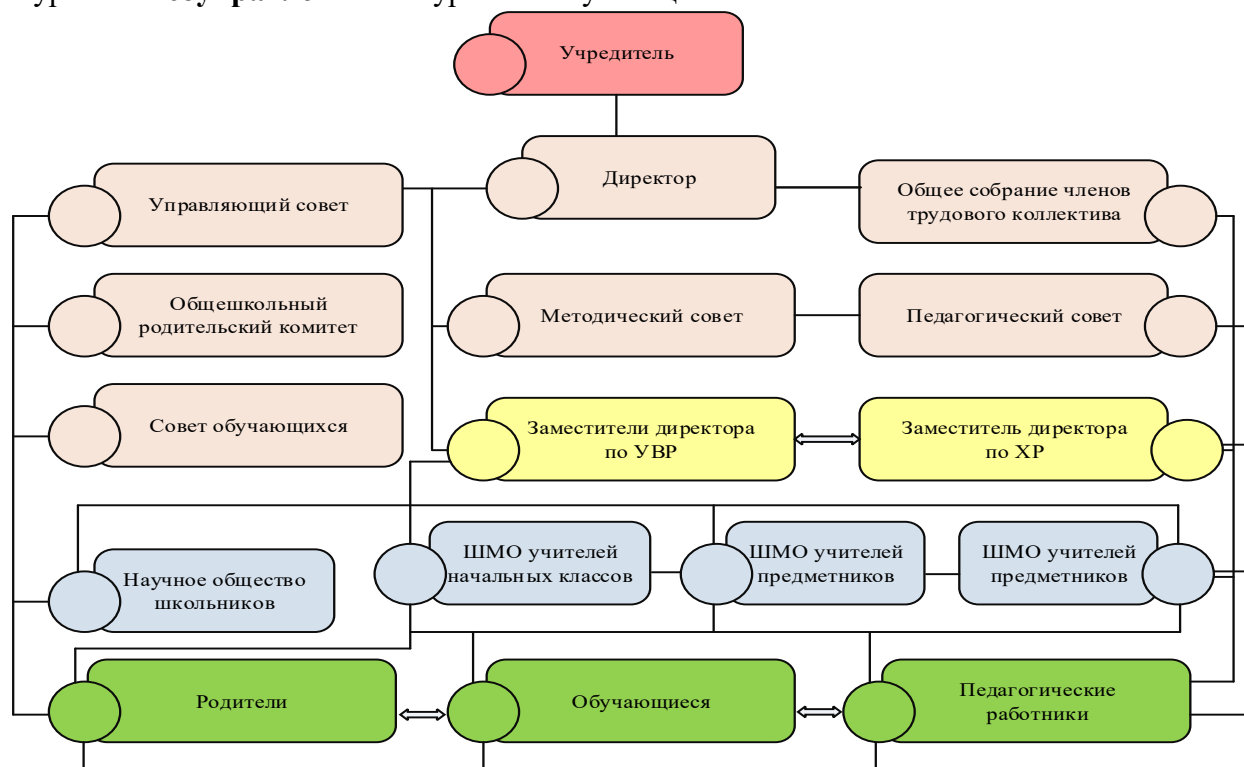 Учредитель
Директор
Управляющий совет
Общее собрание членов
трудового коллектива
Общешкольный
родительский комитет
Методический совет
Педагогический совет
Совет обучающихся
Заместители директора
по УВР
Заместитель директора
по ХР
Научное общество
школьников
ШМО учителей
начальных классов
ШМО учителей
предметников
ШМО учителей
предметников
Родители
Обучающиеся
Педагогические
работники